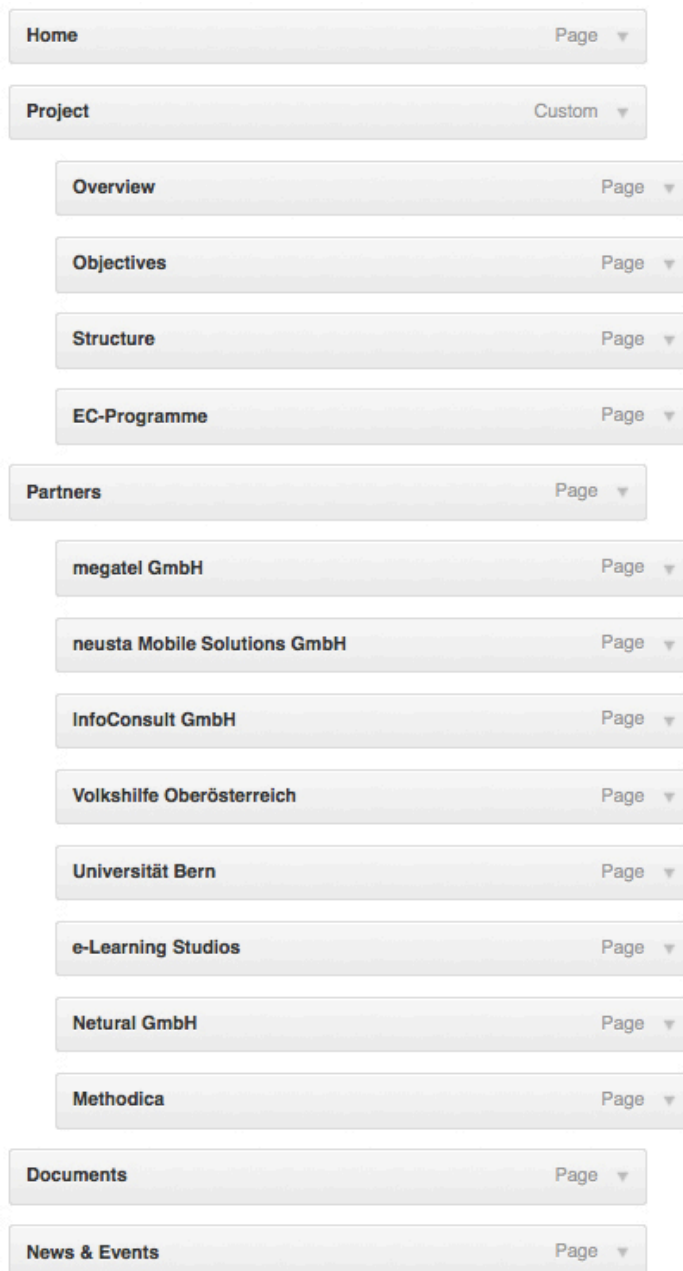 Home Page
Project Custom
Overview Page
Objectives Page
Structure Page
EC-Programme Page
Partners Page
megatel GmbH Page
neusta Mobile Solutions GmbH Page
InfoConsult GmbH Page
Volkshilfe Oberösterreich Page
Universität Bern Page
e-Learning Studios Page
Netural GmbH Page
Methodica Page
Documents Page
News & Events Page